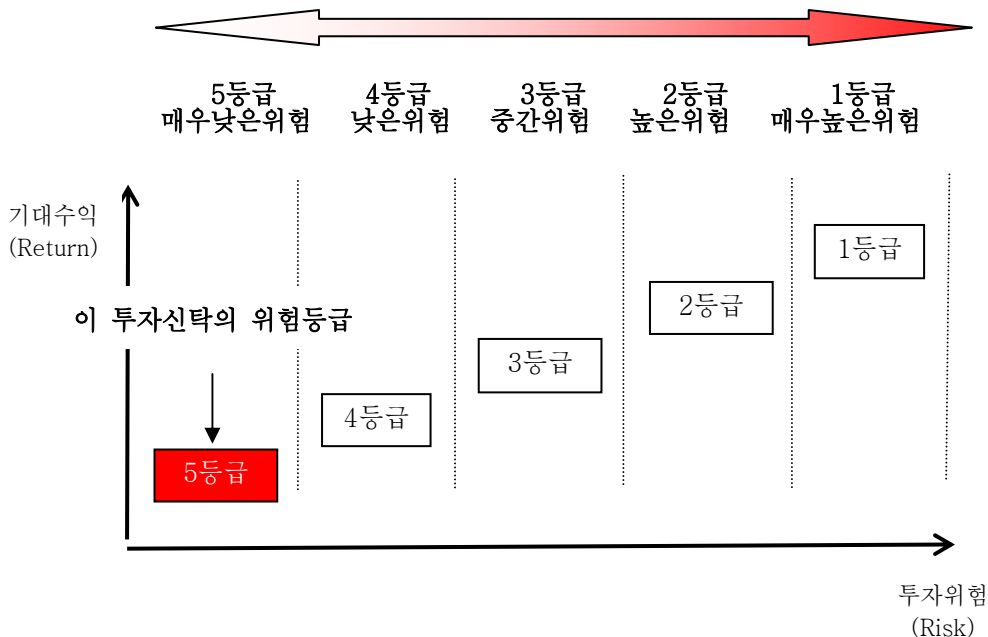 5등급 4등급 3등급 2등급 1등급
매우낮은위험 낮은위험 중간위험 높은위험 매우높은위험
기대수익
(Return)
1등급
2등급
이 투자신탁의 위험등급
3등급
4등급
5등급
투자위험
(Risk)